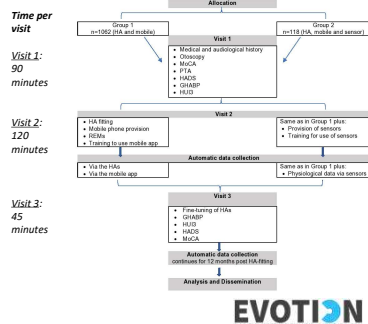 Allocation
Time per
visit
Group 1
n=1062 (HA and mobile)
Group 2
n=118 (HA, mobile and sensor)
Visit 1
Visit 1:
90
minutes
• Medical and audiological history
• Otoscopy
• MoCA
• PTA
• HADS
• GHABP
• HUI3
Visit 2
Visit 2:
120
minutes
• HA fitting
• Mobile phone provision
• REMs
• Training to use mobile app
Same as in Group 1 plus:
• Provision of sensors
• Training for use of sensors
Automatic data collection
• Via the HAs
• Via the mobile app
Same as in Group 1 plus:
• Physiological data via sensors
Visit 3
Visit 3:
45
minutes
• Fine-tuning of HAs
• GHABP
• HUI3
• HADS
• MoCA
Automatic data collection
continues for 12 months post HA-fitting
Analysis and Dissemination
EVOTION